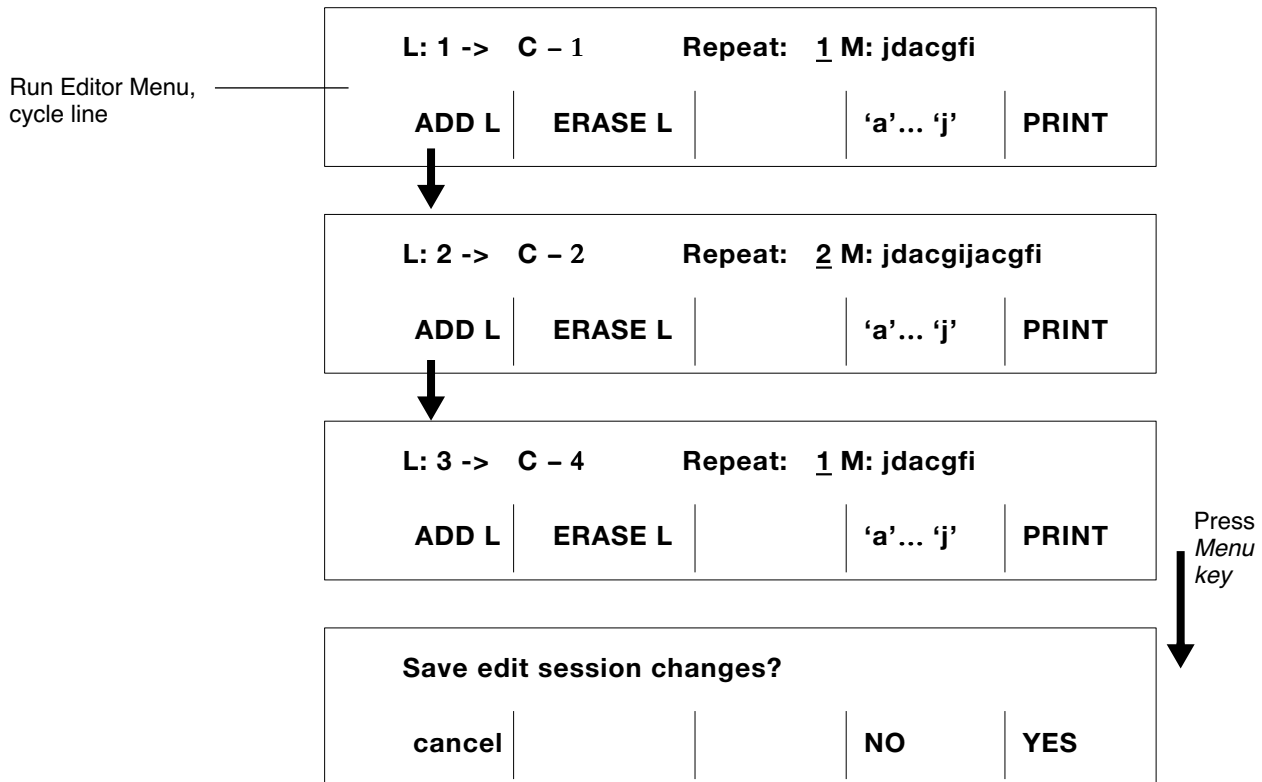 L: 1 -> C – 1 Repeat: 1 M: jdacgfi
Run Editor Menu,
cycle line
ADD L ERASE L ‘a’... ‘j’ PRINT
L: 2 -> C – 2 Repeat: 2 M: jdacgijacgfi
ADD L ERASE L ‘a’... ‘j’ PRINT
L: 3 -> C – 4 Repeat: 1 M: jdacgfi
ADD L ERASE L ‘a’... ‘j’ PRINT
Press
Menu
key
Save edit session changes?
cancel NO YES